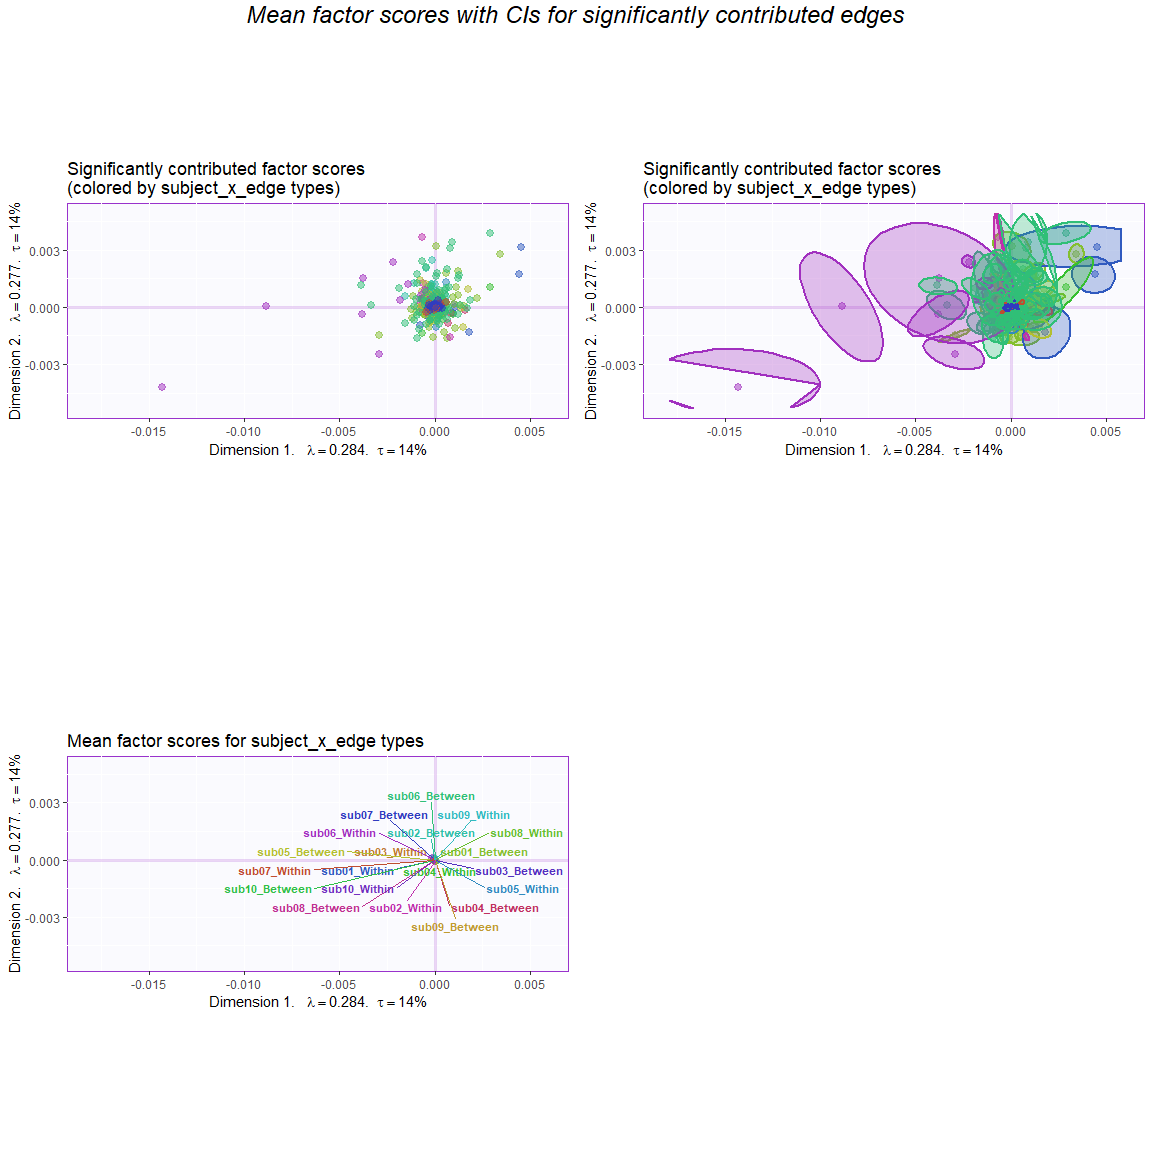 Mean factor scores with CIs for significantly contributed edges
Significantly contributed factor scores
(colored by subject_x_edge types)
Dimension 2. λ = 0.277. τ = 14%
0.003
0.000
-0.003
-0.015 -0.010 -0.005 0.000 0.005
Dimension 1. λ = 0.284. τ = 14%
Significantly contributed factor scores
(colored by subject_x_edge types)
Dimension 2. λ = 0.277. τ = 14%
0.003
0.000
-0.003
-0.015 -0.010 -0.005 0.000 0.005
Dimension 1. λ = 0.284. τ = 14%
Mean factor scores for subject_x_edge types
Dimension 2. λ = 0.277. τ = 14%
0.003
0.000
-0.003
sub06_Between
sub07_Between sub09_Within
sub06_Within sub02_Between sub08_Within
sub05_Between sub03_Within sub01_Between
sub07_Within sub01_Within sub04_Within sub03_Between
sub10_Between sub10_Within sub05_Within
sub08_Between sub02_Within sub04_Between
sub09_Between
-0.015 -0.010 -0.005 0.000 0.005
Dimension 1. λ = 0.284. τ = 14%